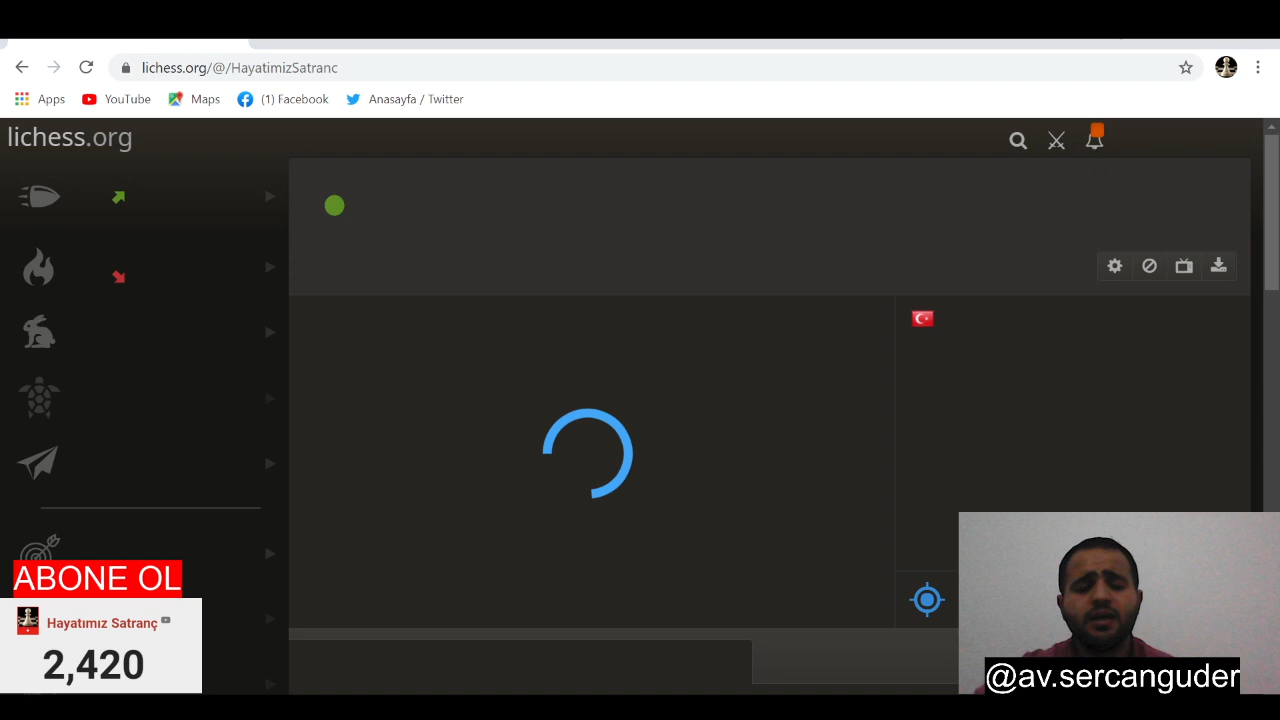 lichess.org/@/HayatimizSatranc
Apps YouTube Maps (1) Facebook Anasayfa / Twitter
lichess.org
ABONE OL
Hayatımız Satranç
2,420
@av.sercanguder